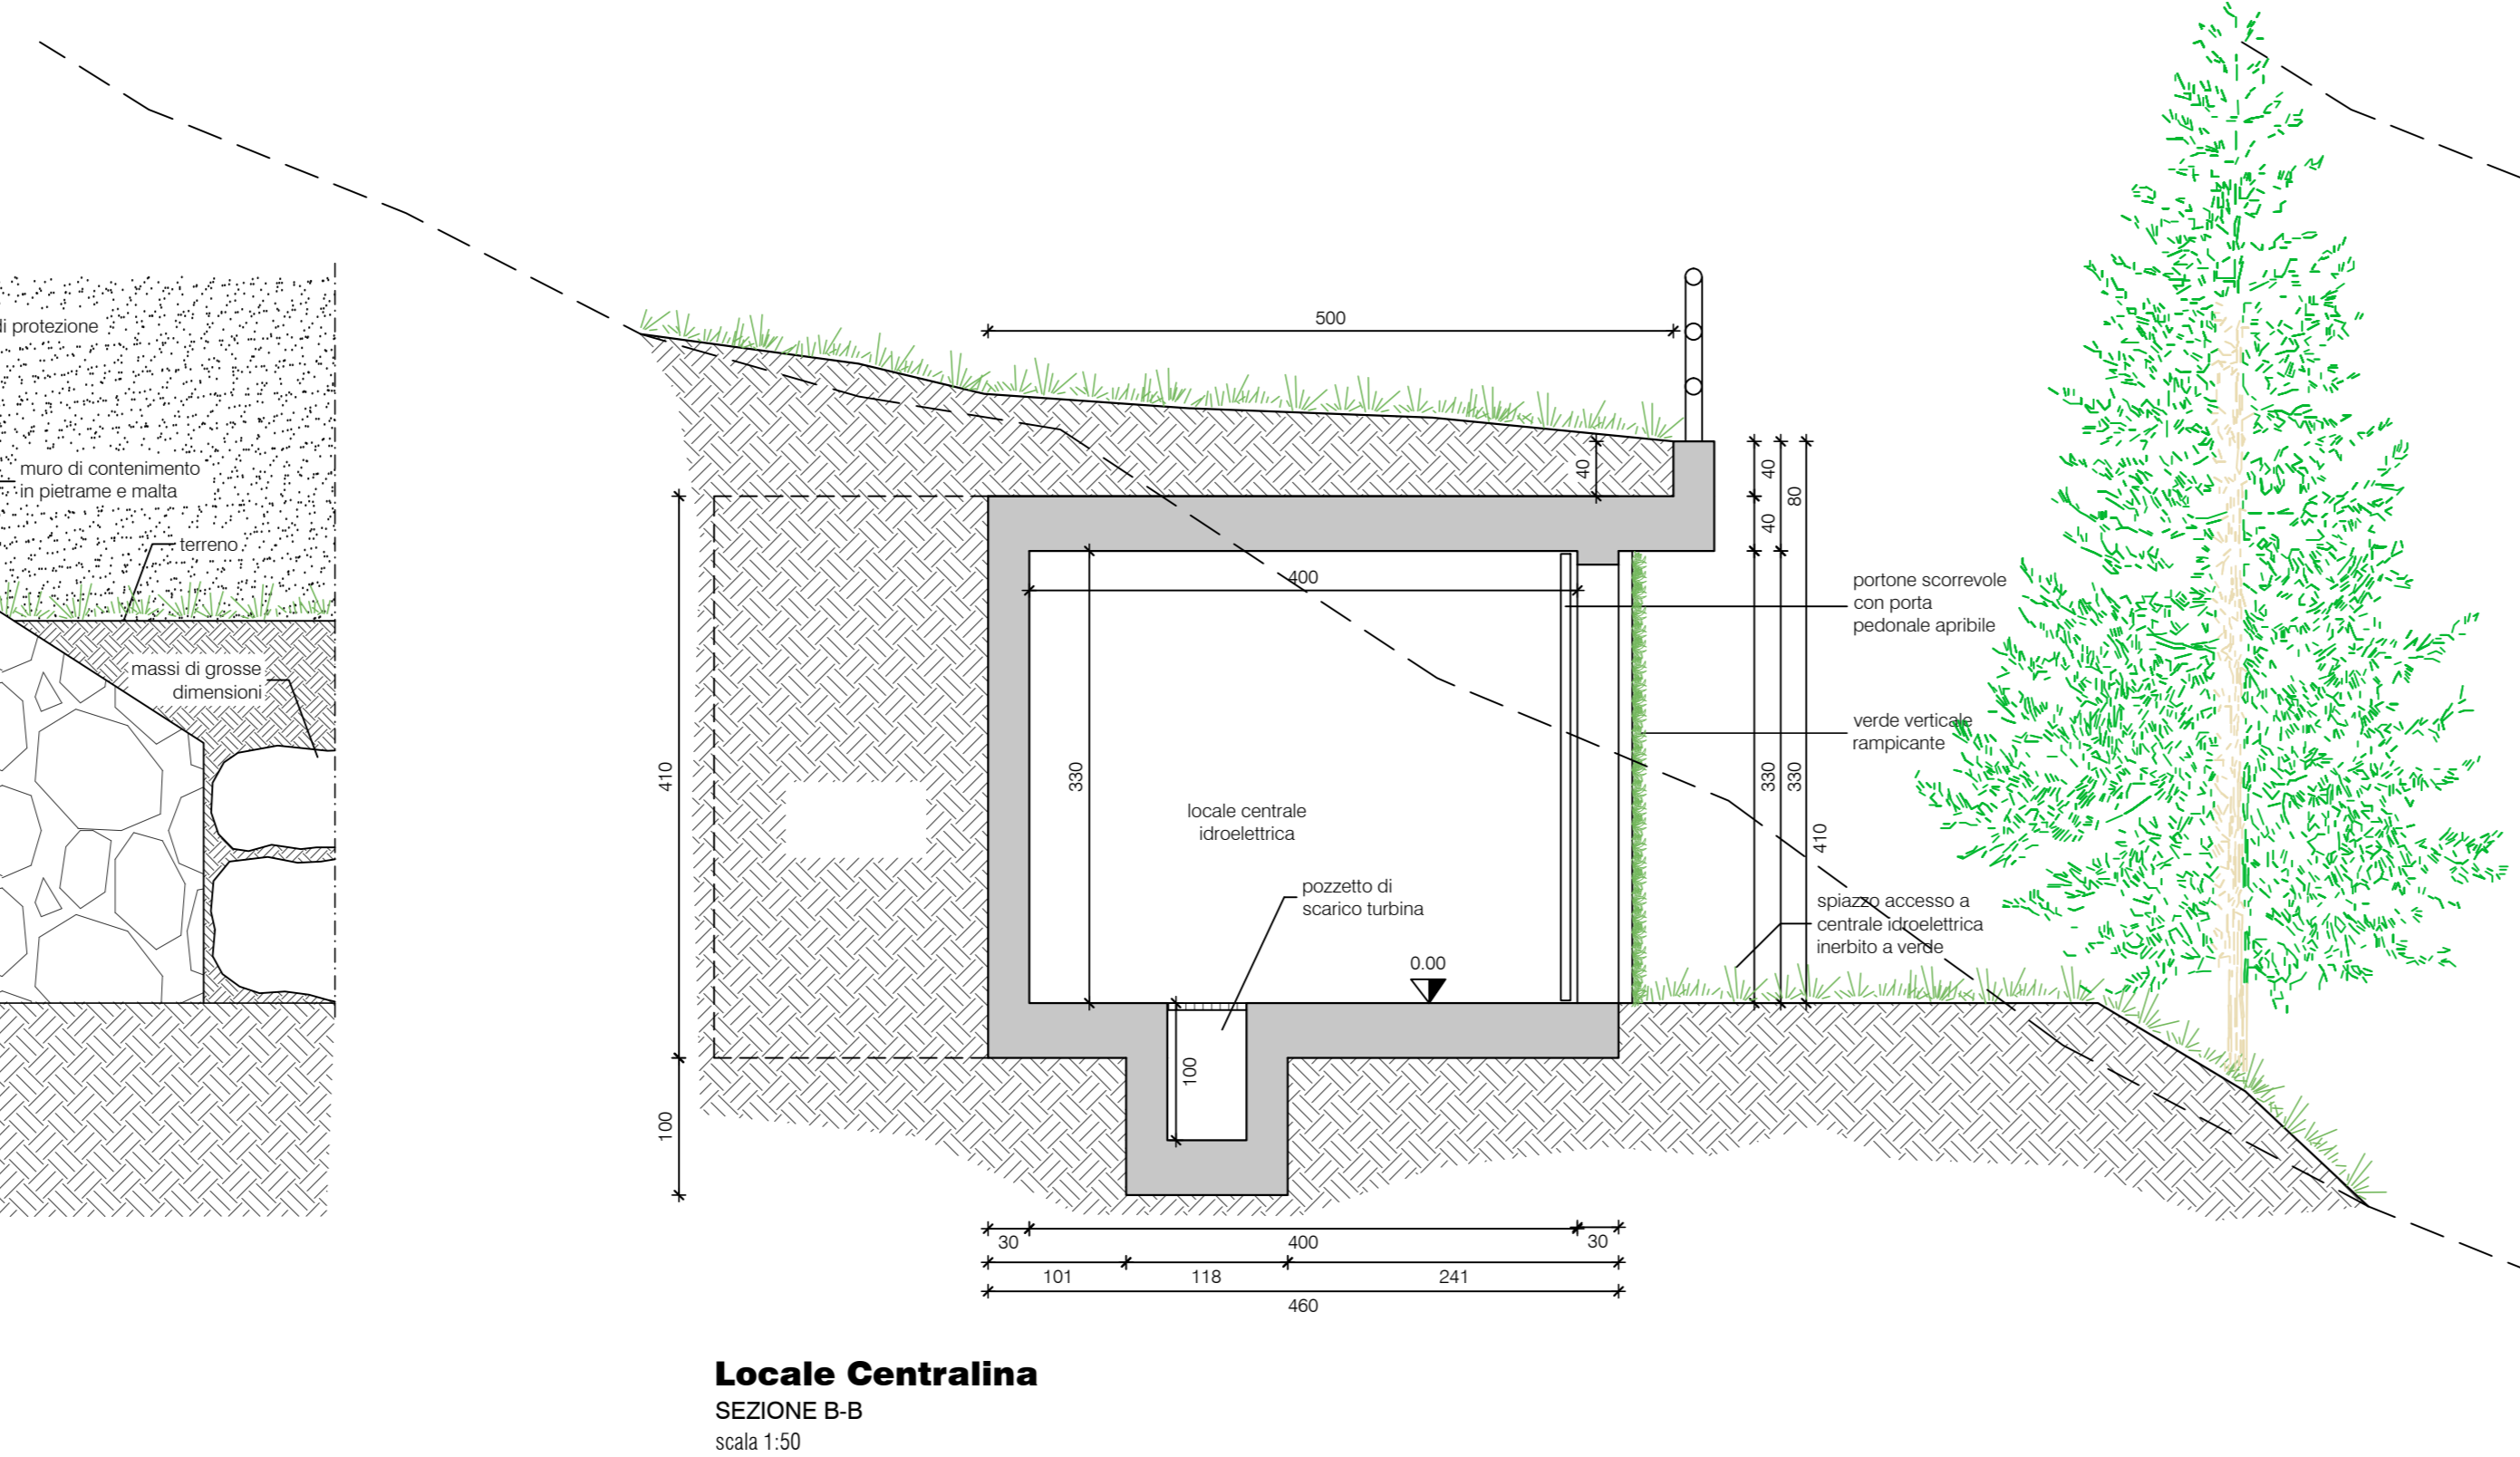 di protezione
muro di contenimento
in pietrame e malta
terreno
massi di grosse
dimensioni
500
40
40
40
80
400
330
410
100
330
330
410
portone scorrevole
con porta
pedonale apribile
verde verticale
rampicante
locale centrale
idroelettrica
pozzetto di
scarico turbina
spiazzo accesso a
centrale idroelettrica
inerbito a verde
0.00
100
30
400
30
101
118
241
460
Locale Centralina
SEZIONE B-B
scala 1:50